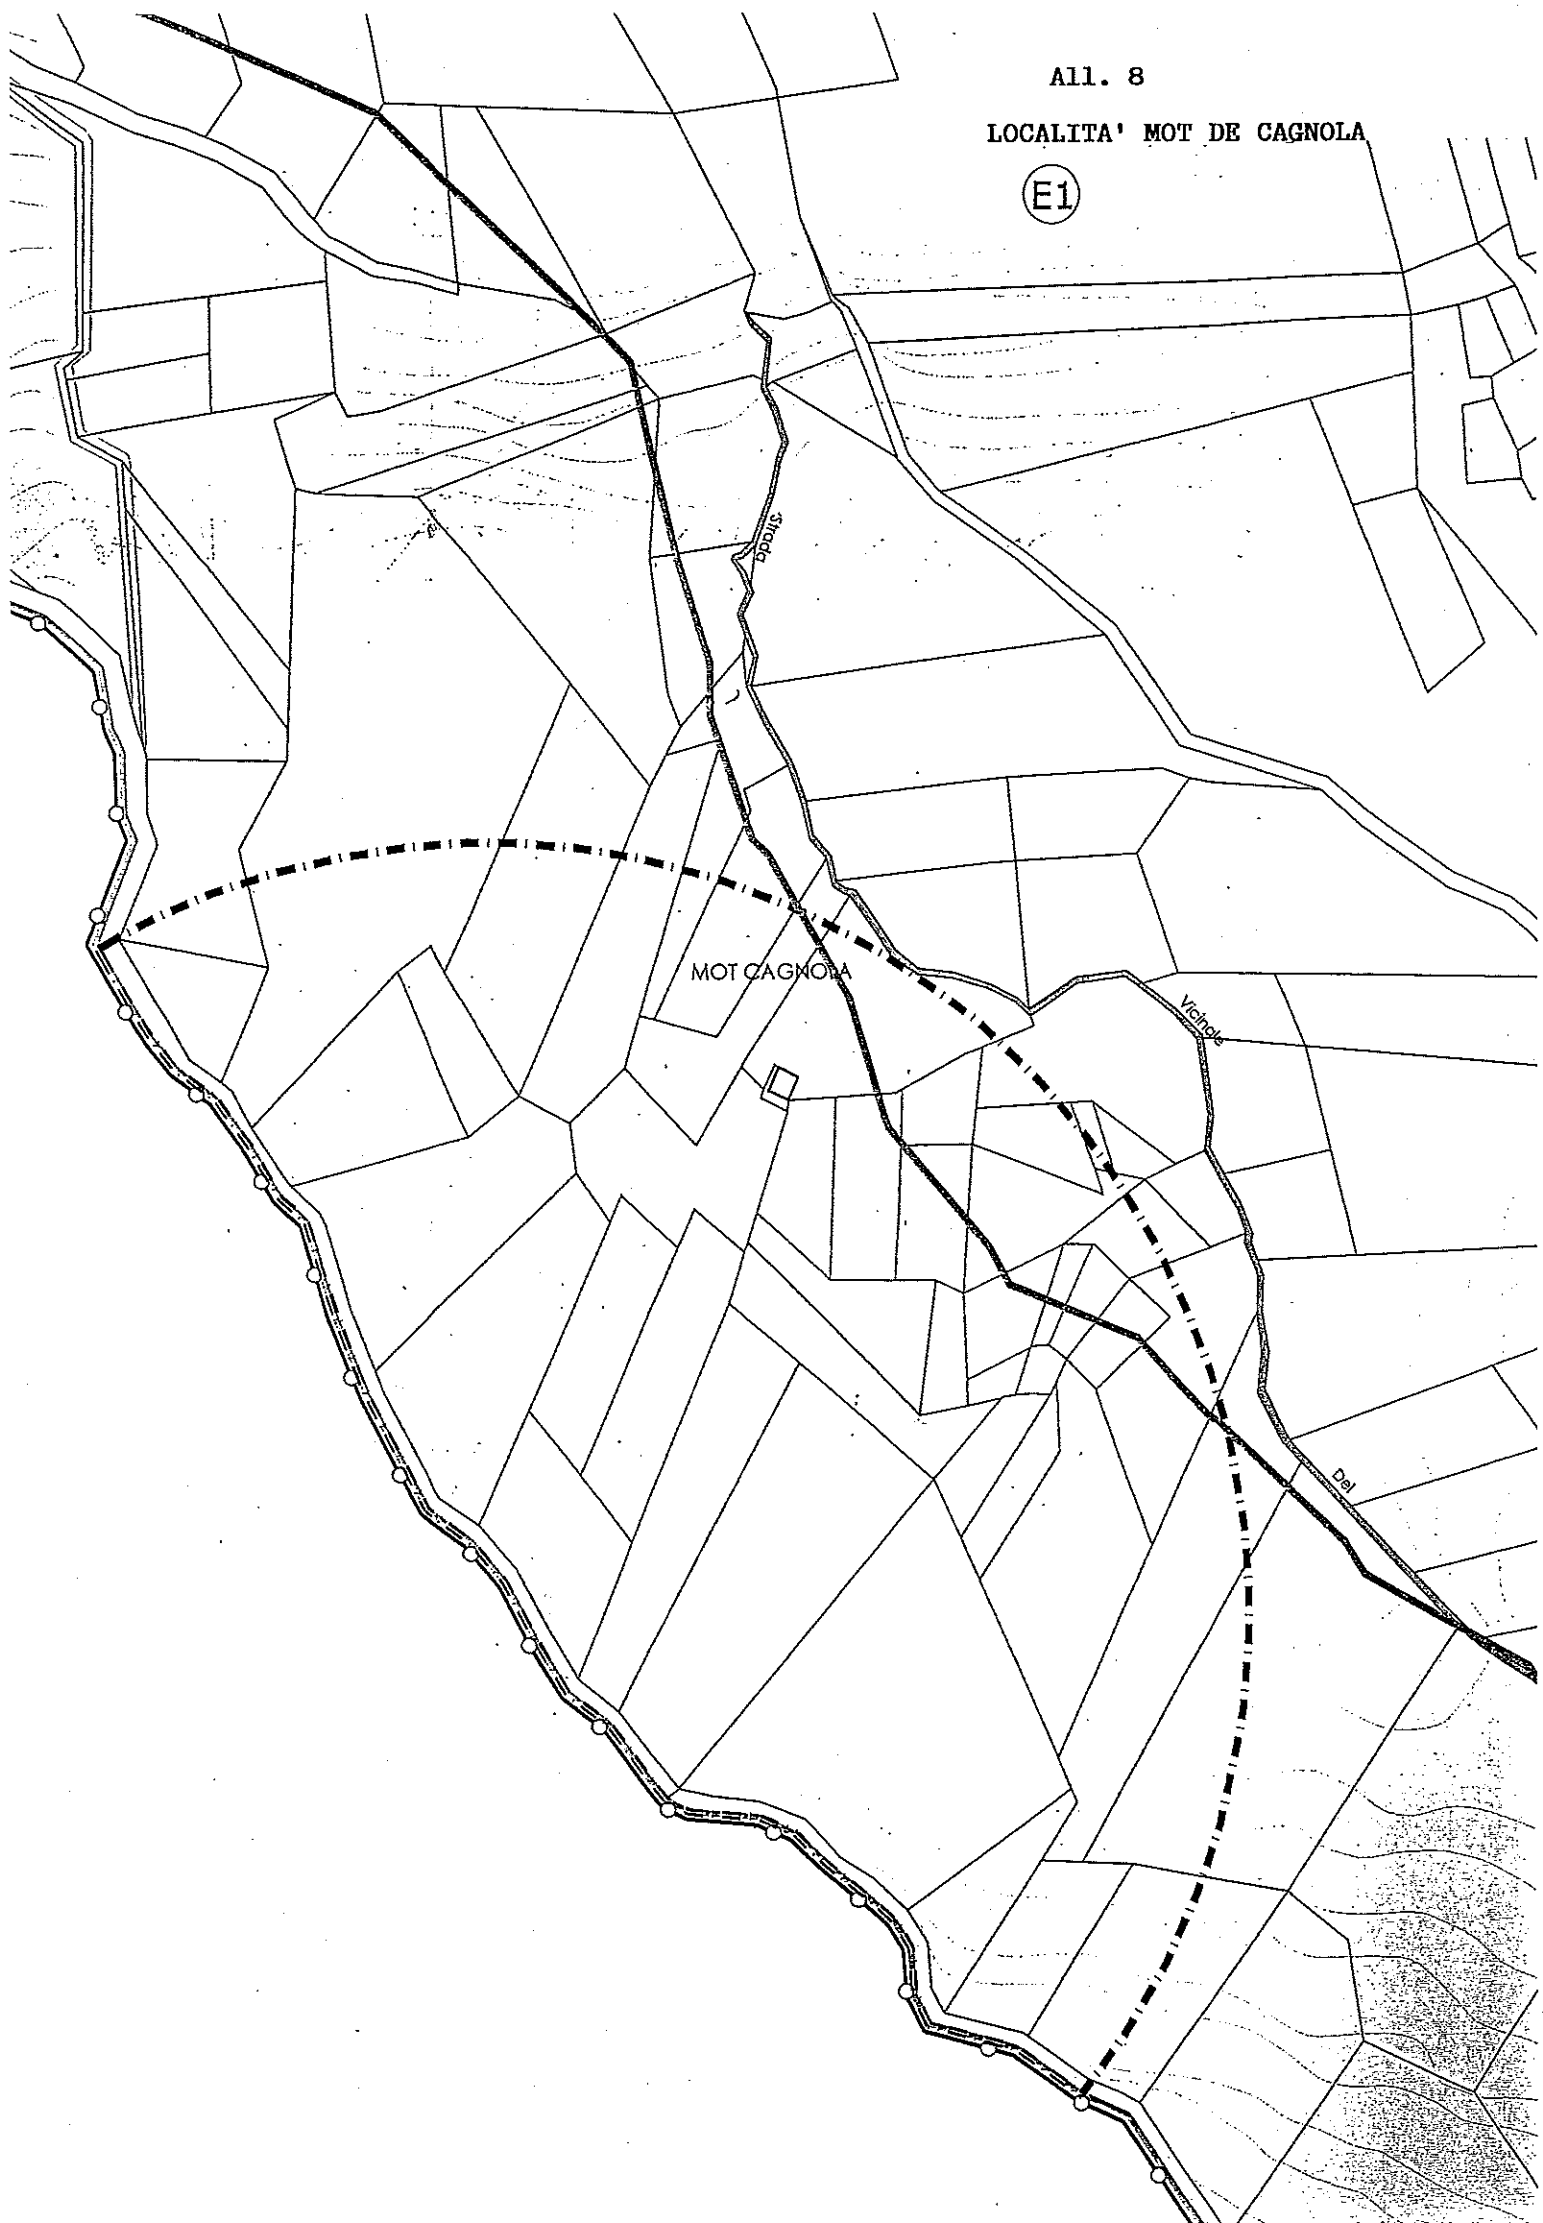 All. 8
LOCALITA' MOT DE CAGNOLA
E1
Strada
MOT CAGNOLA
Vicinale
Del